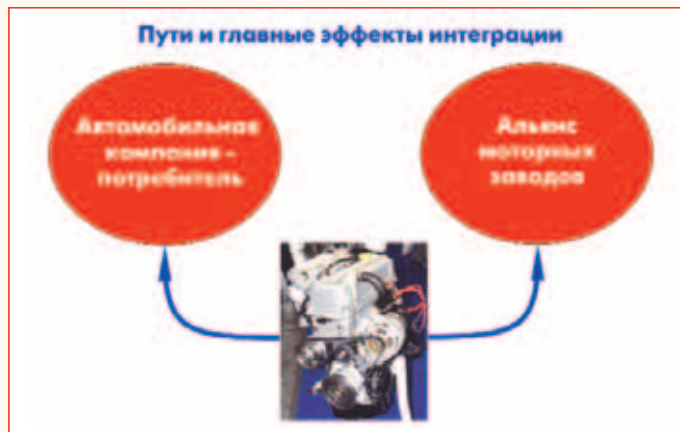 Пути и главные эффекты интеграции
Автомобильная
компания –
потребитель
Альянс
моторных
заводов